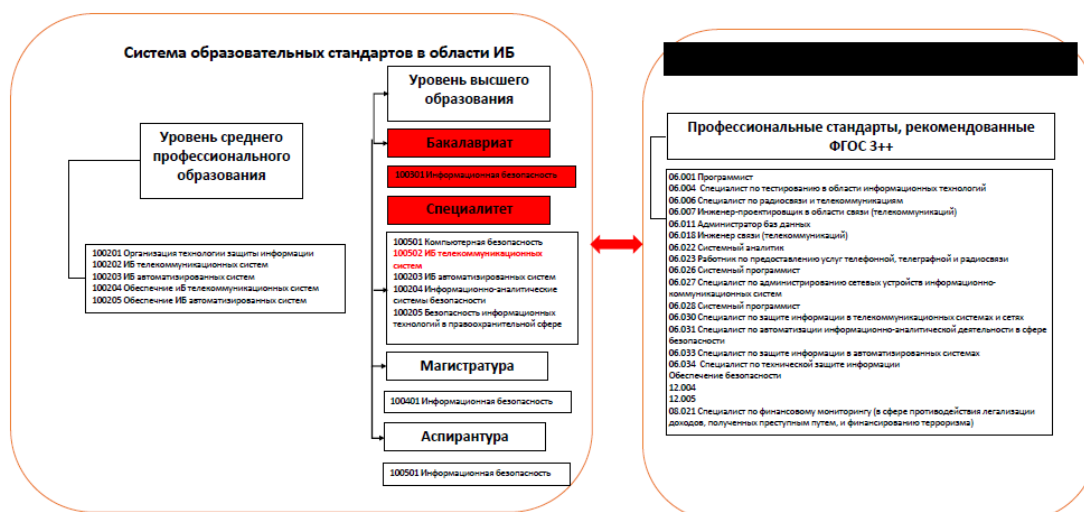 Система образовательных стандартов в области ИБ
Уровень среднего
профессионального
образования
100201 Организация технологии защиты информации
100202 ИБ телекоммуникационных систем
100203 ИБ автоматизированных систем
100204 Обеспечение иБ телекоммуникационных систем
100205 Обеспечние ИБ автоматизированных систем
Уровень высшего
образования
Бакалавриат
100301 Информационная безопасность
Специалитет
100501 Компьютерная безопасность
100502 ИБ телекоммуникационных
систем
100203 ИБ автоматизированных систем
100204 Информационно-аналитические
системы безопасности
100205 Безопасность информационных
технологий в правоохранительной сфере
Магистратура
100401 Информационная безопасность
Аспирантура
100501 Информационная безопасность
Профессиональные стандарты, рекомендованные
ФГОС 3++
06.001 Программист
06.004 Специалист по тестированию в области информационных технологий
06.006 Специалист по радиосвязи и телекоммуникациям
06.007 Инженер-проектировщик в области связи (телекоммуникаций)
06.011 Администратор баз данных
06.018 Инженер связи (телекоммуникаций)
06.022 Системный аналитик
06.023 Работник по предоставлению услуг телефонной, телеграфной и радиосвязи
06.026 Системный программист
06.027 Специалист по администрированию сетевых устройств информационно-
коммуникационных систем
06.028 Системный программист
06.030 Специалист по защите информации в телекоммуникационных системах и сетях
06.031 Специалист по автоматизации информационно-аналитической деятельности в сфере
безопасности
06.033 Специалист по защите информации в автоматизированных системах
06.034 Специалист по технической защите информации
Обеспечение безопасности
12.004
12.005
08.021 Специалист по финансовому мониторингу (в сфере противодействия легализации
доходов, полученных преступным путем, и финансированию терроризма)